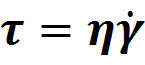 τ = ηγ̇